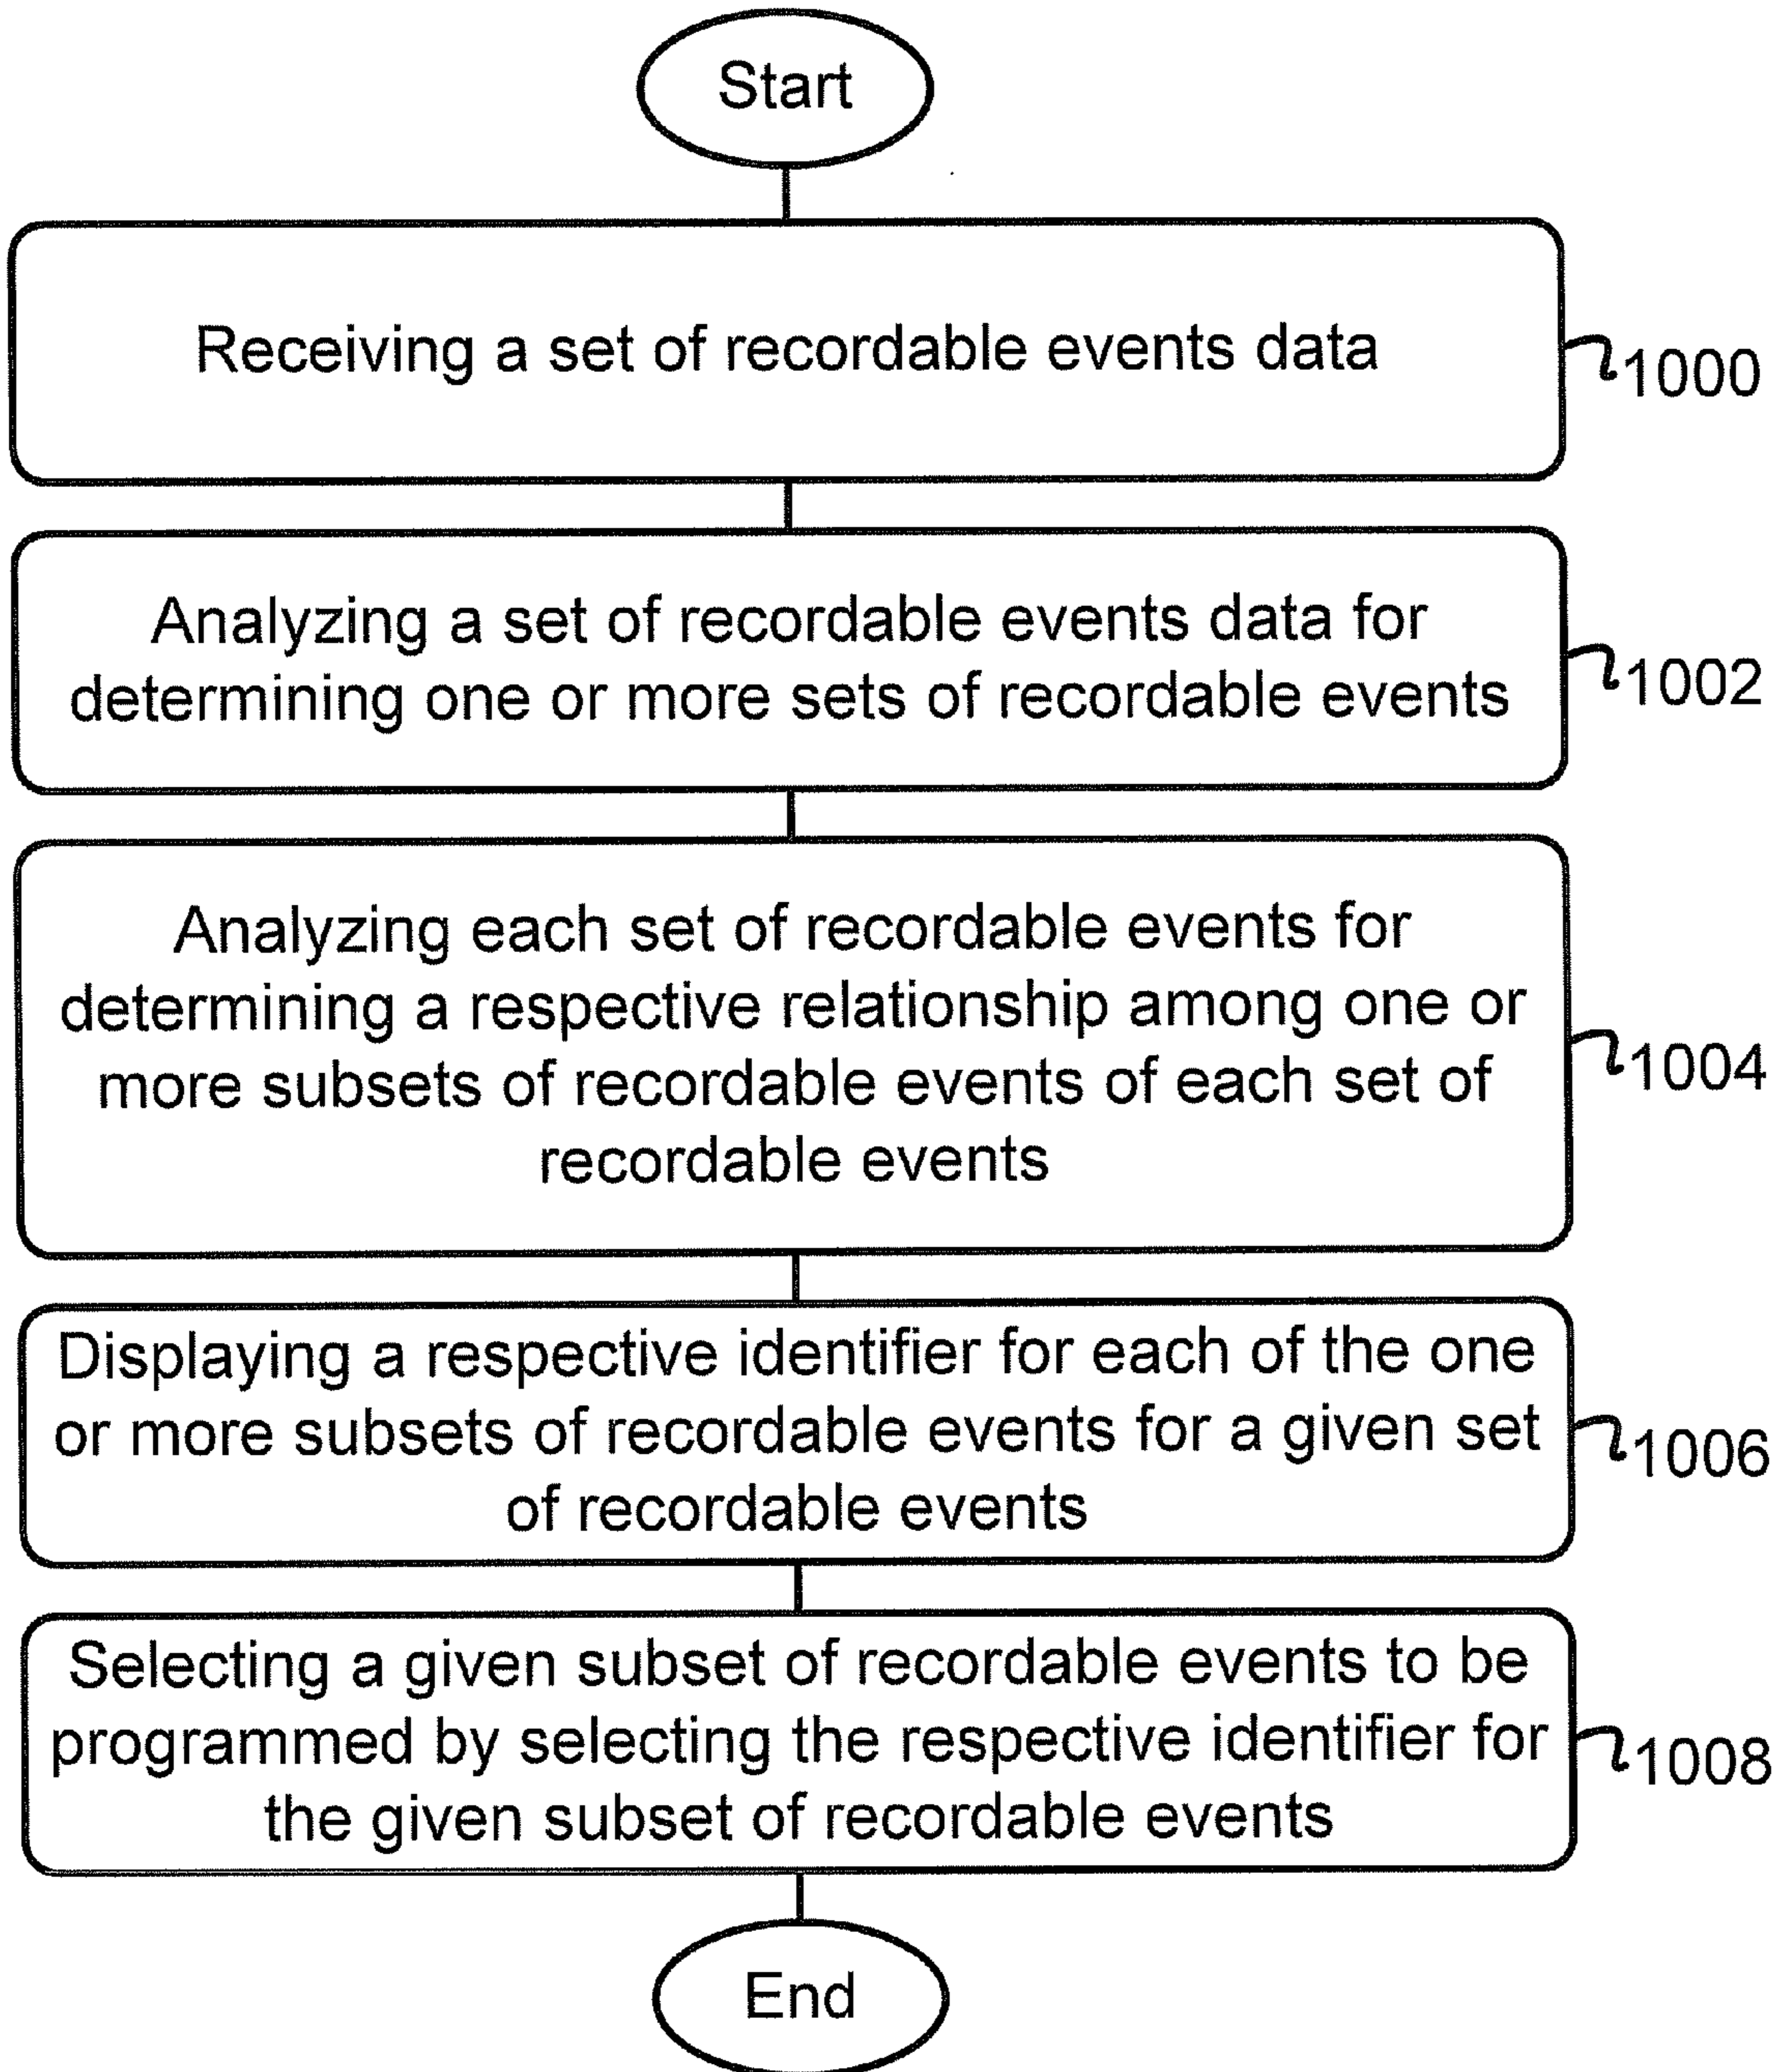 Start
Receiving a set of recordable events data
1000
Analyzing a set of recordable events data for
determining one or more sets of recordable events
1002
Analyzing each set of recordable events for
determining a respective relationship among one or
more subsets of recordable events of each set of
recordable events
1004
Displaying a respective identifier for each of the one
or more subsets of recordable events for a given set
of recordable events
1006
Selecting a given subset of recordable events to be
programmed by selecting the respective identifier for
the given subset of recordable events
1008
End